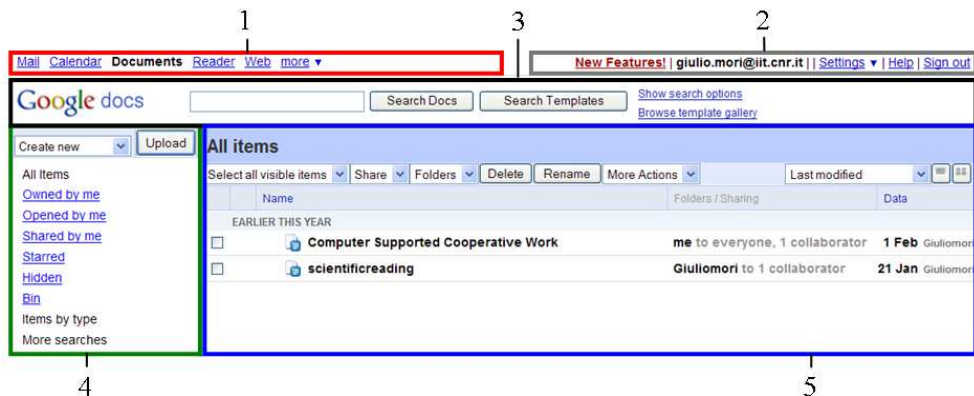 1 3 2
Mail Calendar Documents Reader Web more ▼
New Features! | giulio.mori@iit.cnr.it | | Settings ▼ | Help | Sign out
Google docs Search Docs Search Templates Show search options
Browse template gallery
Create new Upload
All items
Select all visible items Share Folders Delete Rename More Actions Last modified
All Items
Owned by me
Opened by me
Shared by me
Starred
Hidden
Bin
Items by type
More searches
Name Folders / Sharing Data
EARLIER THIS YEAR
Computer Supported Cooperative Work me to everyone, 1 collaborator 1 Feb Giuliomori
scientificreading Giuliomori to 1 collaborator 21 Jan Giuliomori
4 5